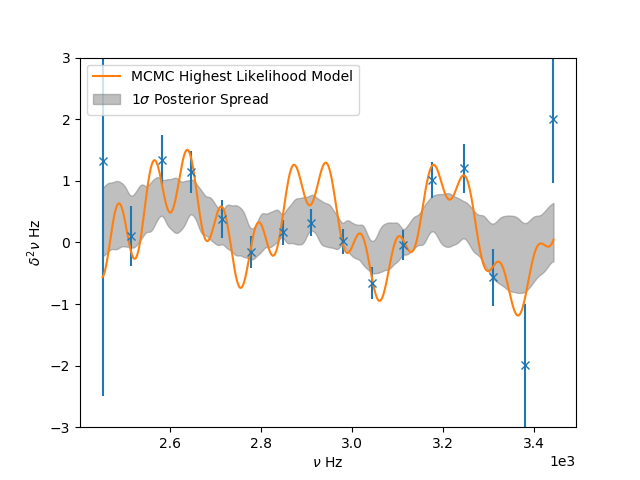 3
2
1
0
−1
−2
−3
δ²ν Hz
MCMC Highest Likelihood Model
1σ Posterior Spread
2.6 2.8 3.0 3.2 3.4
1e3
ν Hz